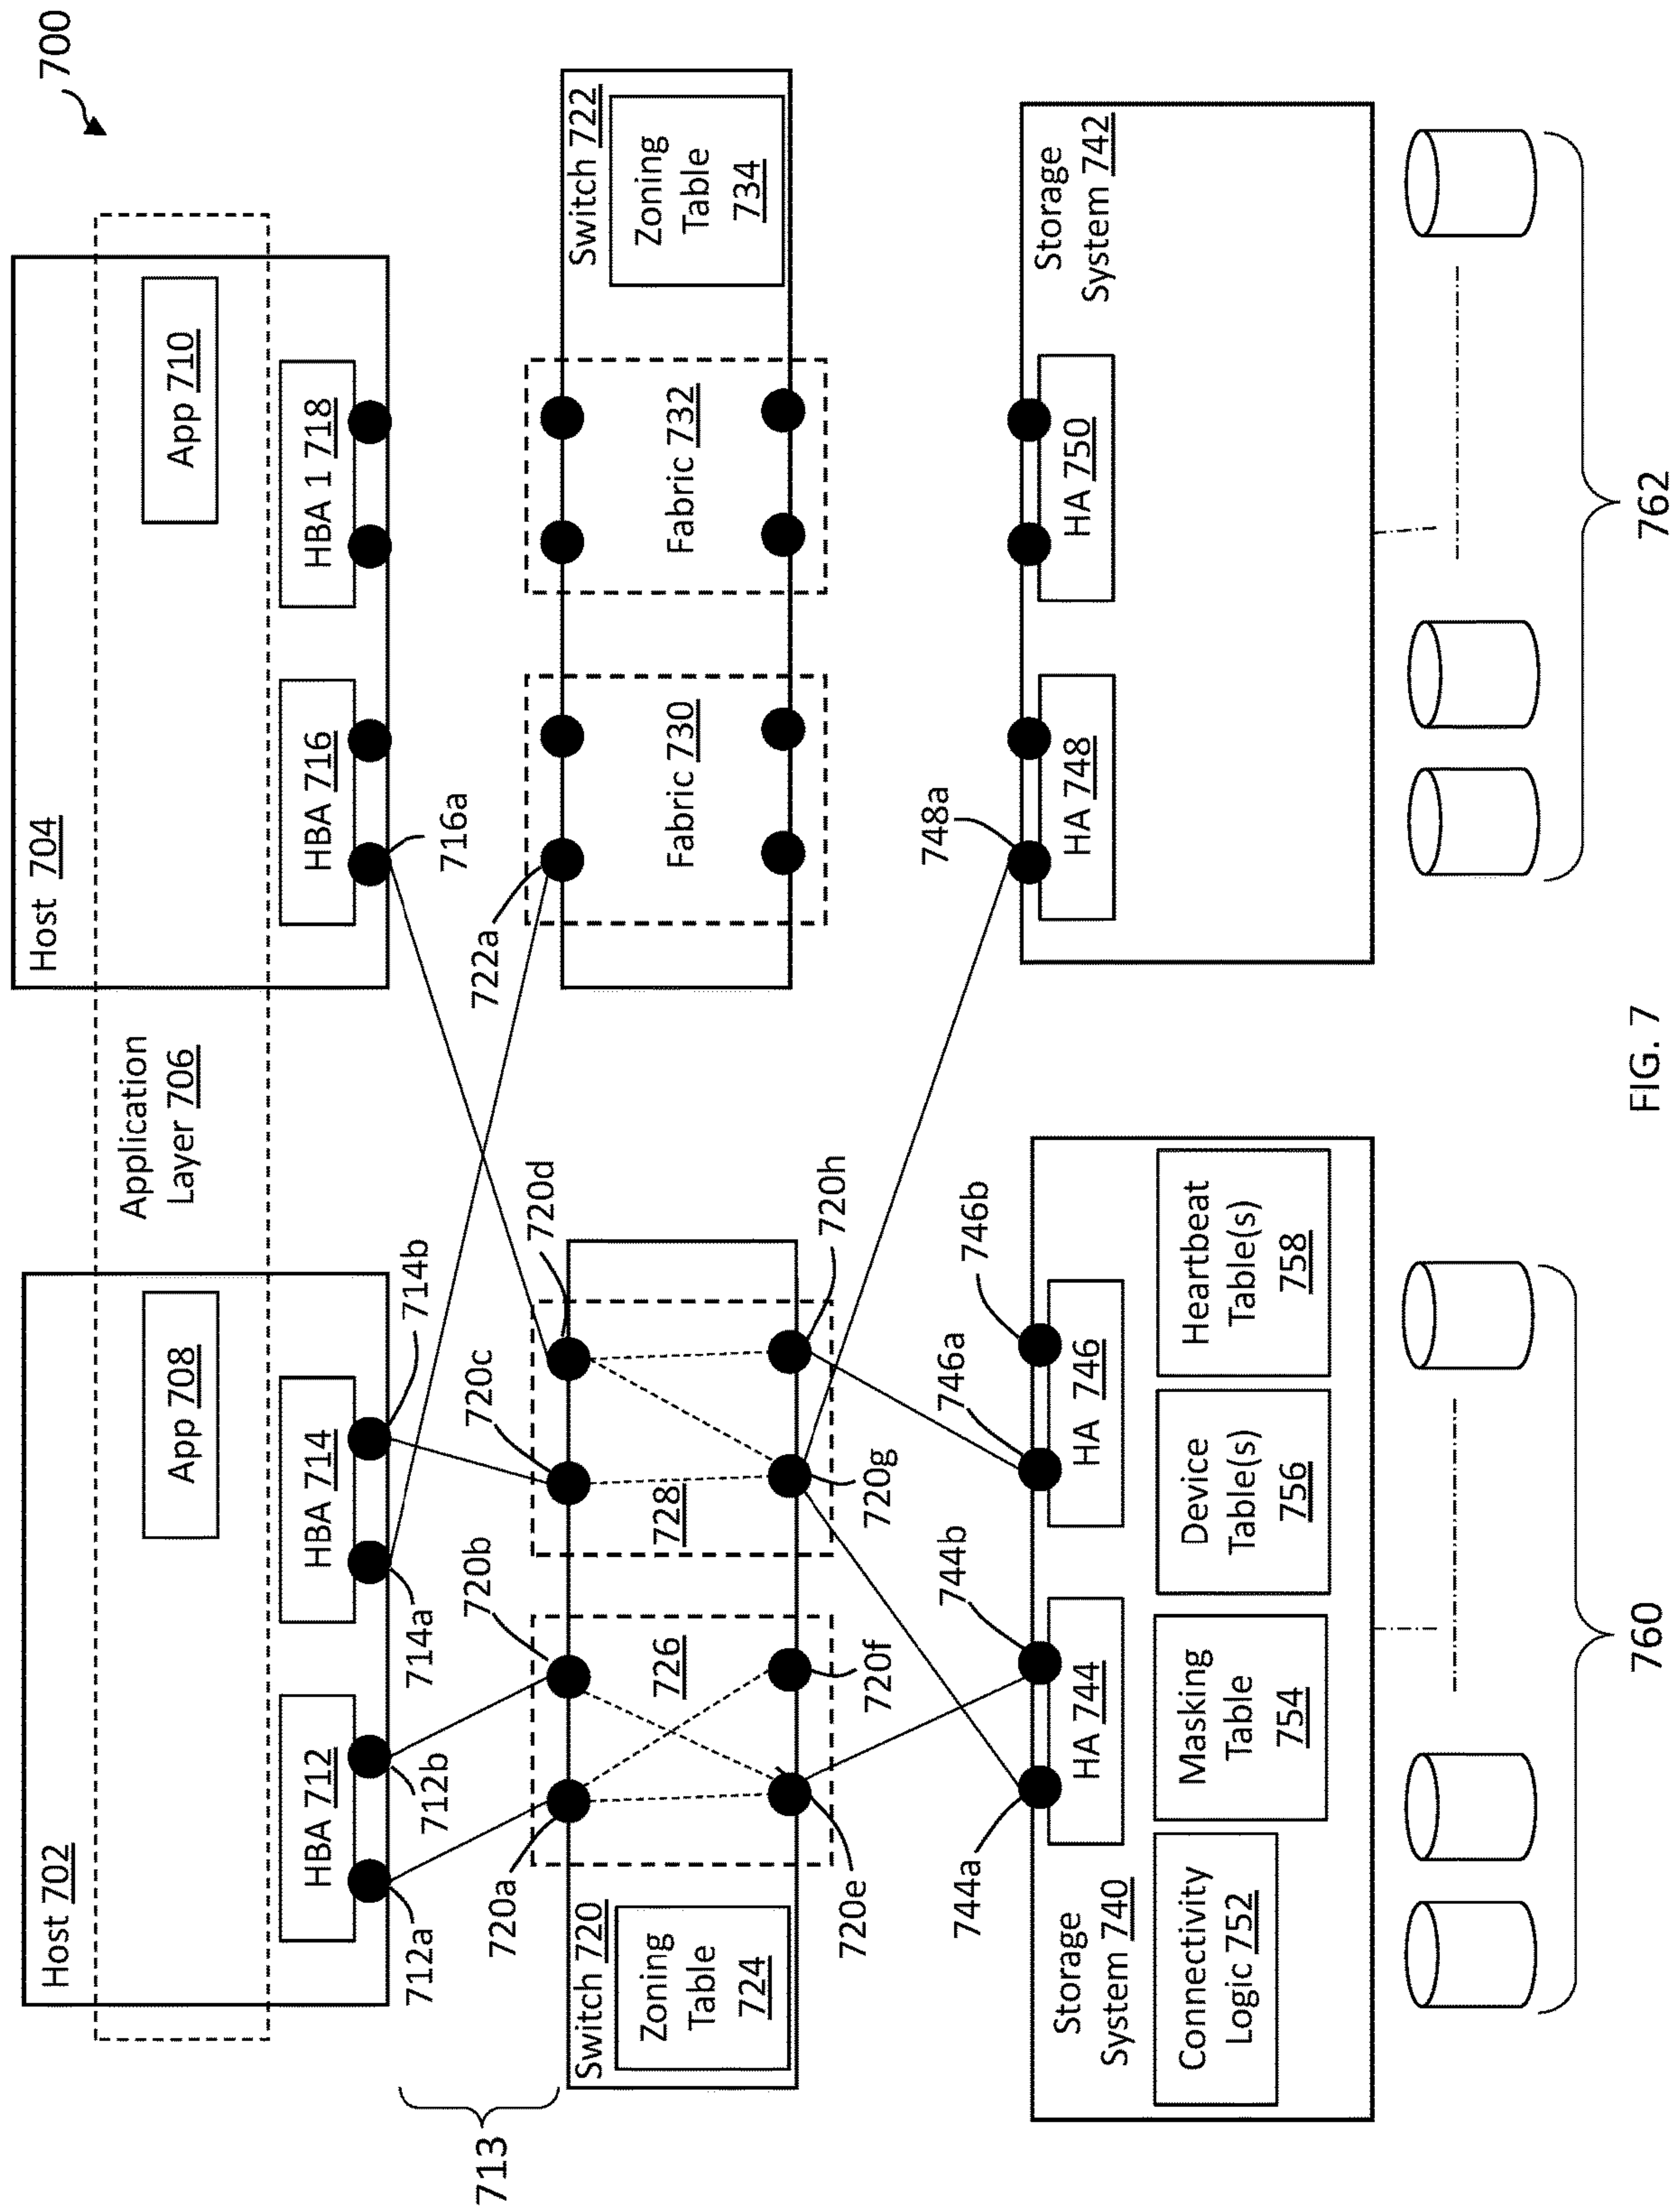 700
Host 702
Host 704
Application
Layer 706
App 708
App 710
HBA 712
HBA 714
HBA 716
HBA 1 718
712a
712b
714a
714b
716a
713
720a
720b
720c
720d
722a
Switch 720
Zoning
Table
724
726
728
Fabric 730
Fabric 732
Switch 722
Zoning
Table
734
720e
720f
720g
720h
744a
744b
746a
746b
748a
Storage
System 740
HA 744
HA 746
Connectivity
Logic 752
Masking
Table
754
Device
Table(s)
756
Heartbeat
Table(s)
758
HA 748
HA 750
Storage
System 742
760
762
FIG. 7